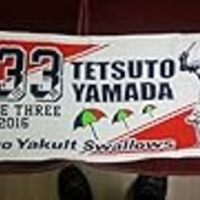 33
TETSUTO
YAMADA
E THREE
2016
o Yakult Swallows